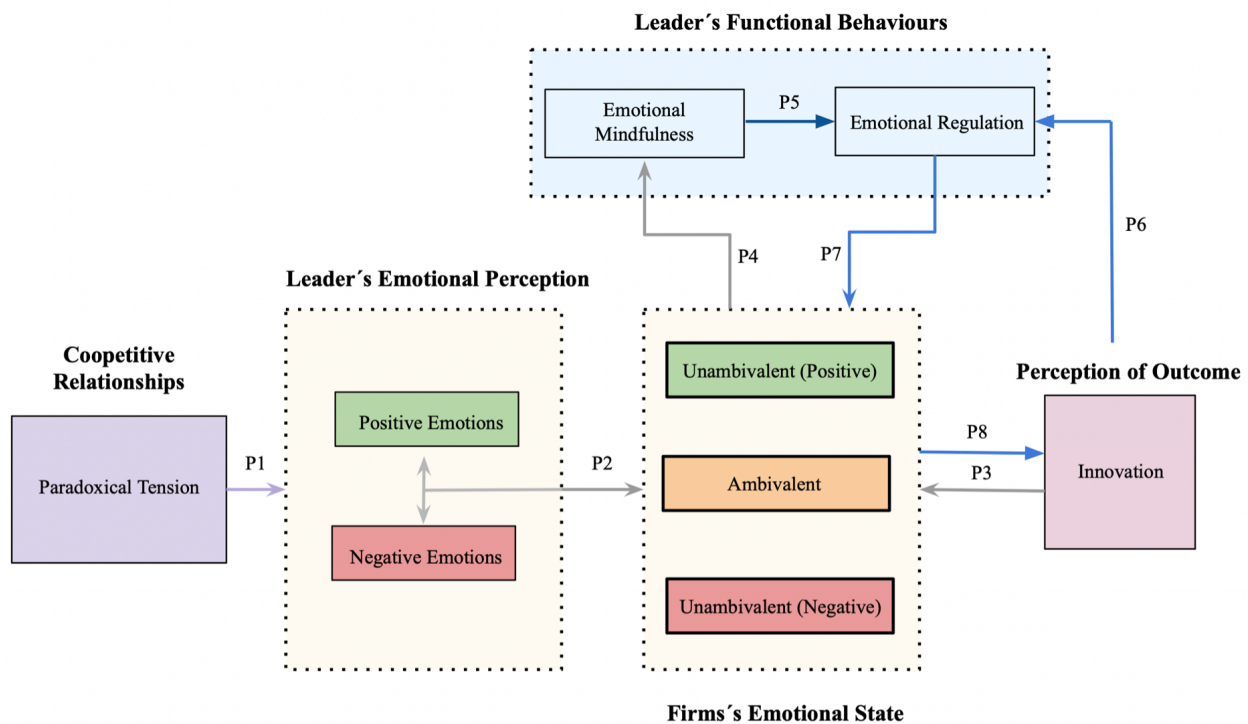 Leader´s Functional Behaviours
Emotional
Mindfulness
P5
Emotional Regulation
P4
P7
P6
Leader´s Emotional Perception
Coopetitive
Relationships
Paradoxical Tension
P1
Positive Emotions
Negative Emotions
P2
Unambivalent (Positive)
Ambivalent
Unambivalent (Negative)
Firms´s Emotional State
P8
P3
Perception of Outcome
Innovation